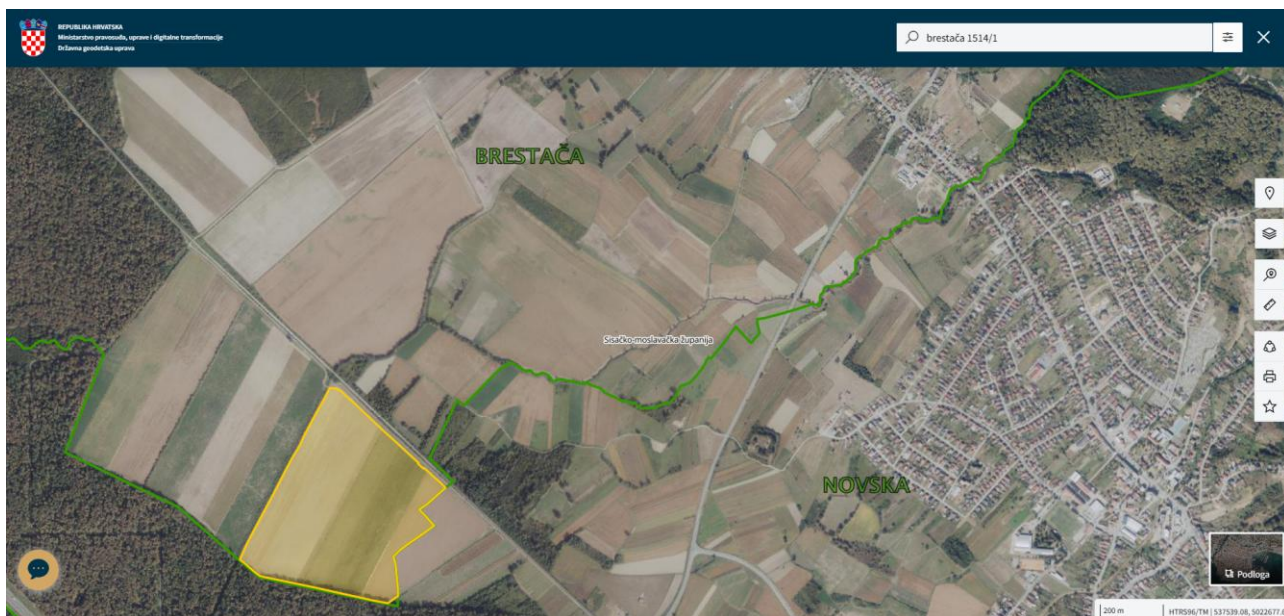 REPUBLIKA HRVATSKA
Ministarstvo pravosuđa, uprave i digitalne transformacije
Državna geodetska uprava
brestača 1514/1
BRESTAČA
Sisačko-moslavačka županija
NOVSKA
Podloga
200 m
HTRS96/TM | 537539.08, 5022677.